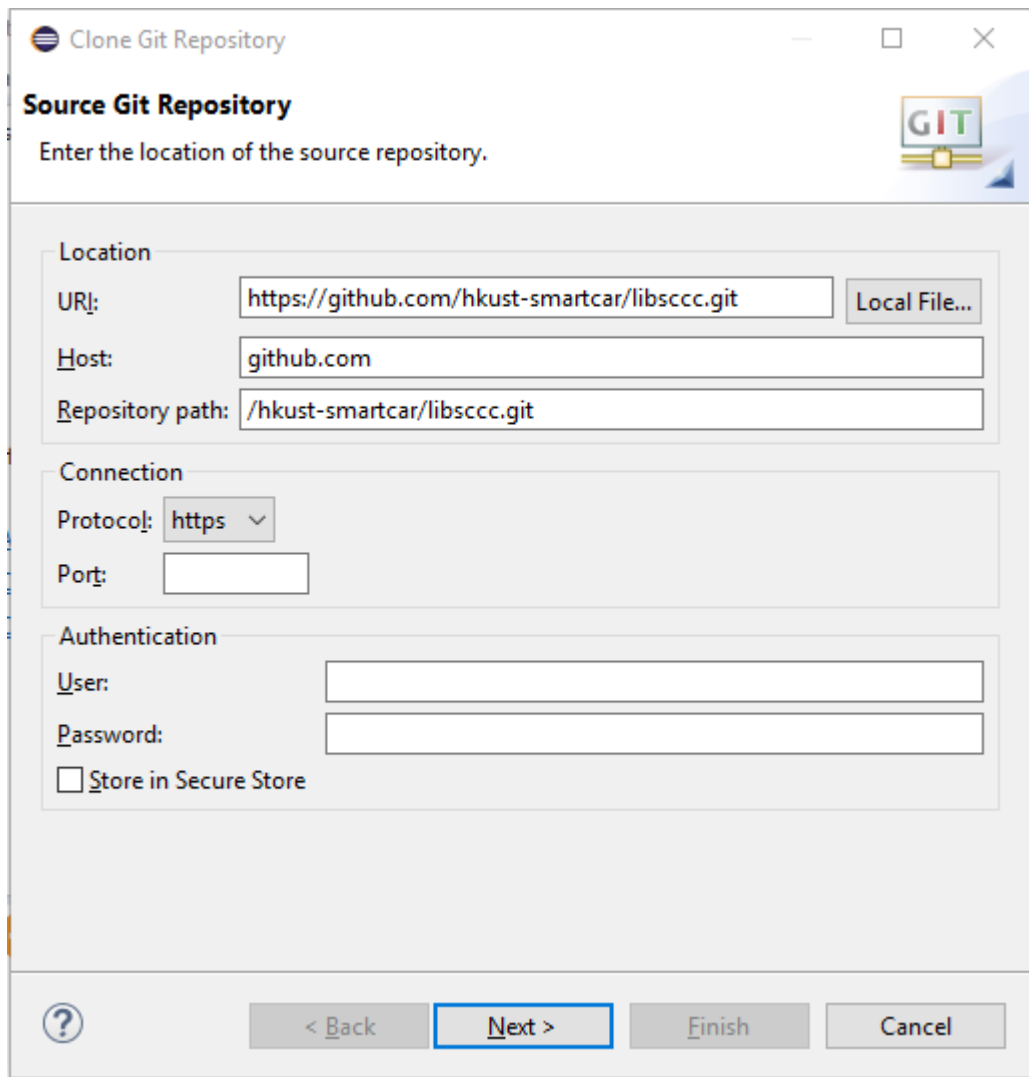 Clone Git Repository
Source Git Repository
Enter the location of the source repository.
GIT
Location
URI: https://github.com/hkust-smartcar/libsccc.git Local File...
Host: github.com
Repository path: /hkust-smartcar/libsccc.git
Connection
Protocol: https
Port:
Authentication
User:
Password:
Store in Secure Store
? < Back Next > Finish Cancel